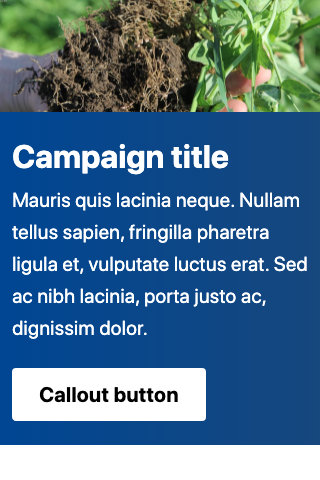 Campaign title
Mauris quis lacinia neque. Nullam
tellus sapien, fringilla pharetra
ligula et, vulputate luctus erat. Sed
ac nibh lacinia, porta justo ac,
dignissim dolor.
Callout button